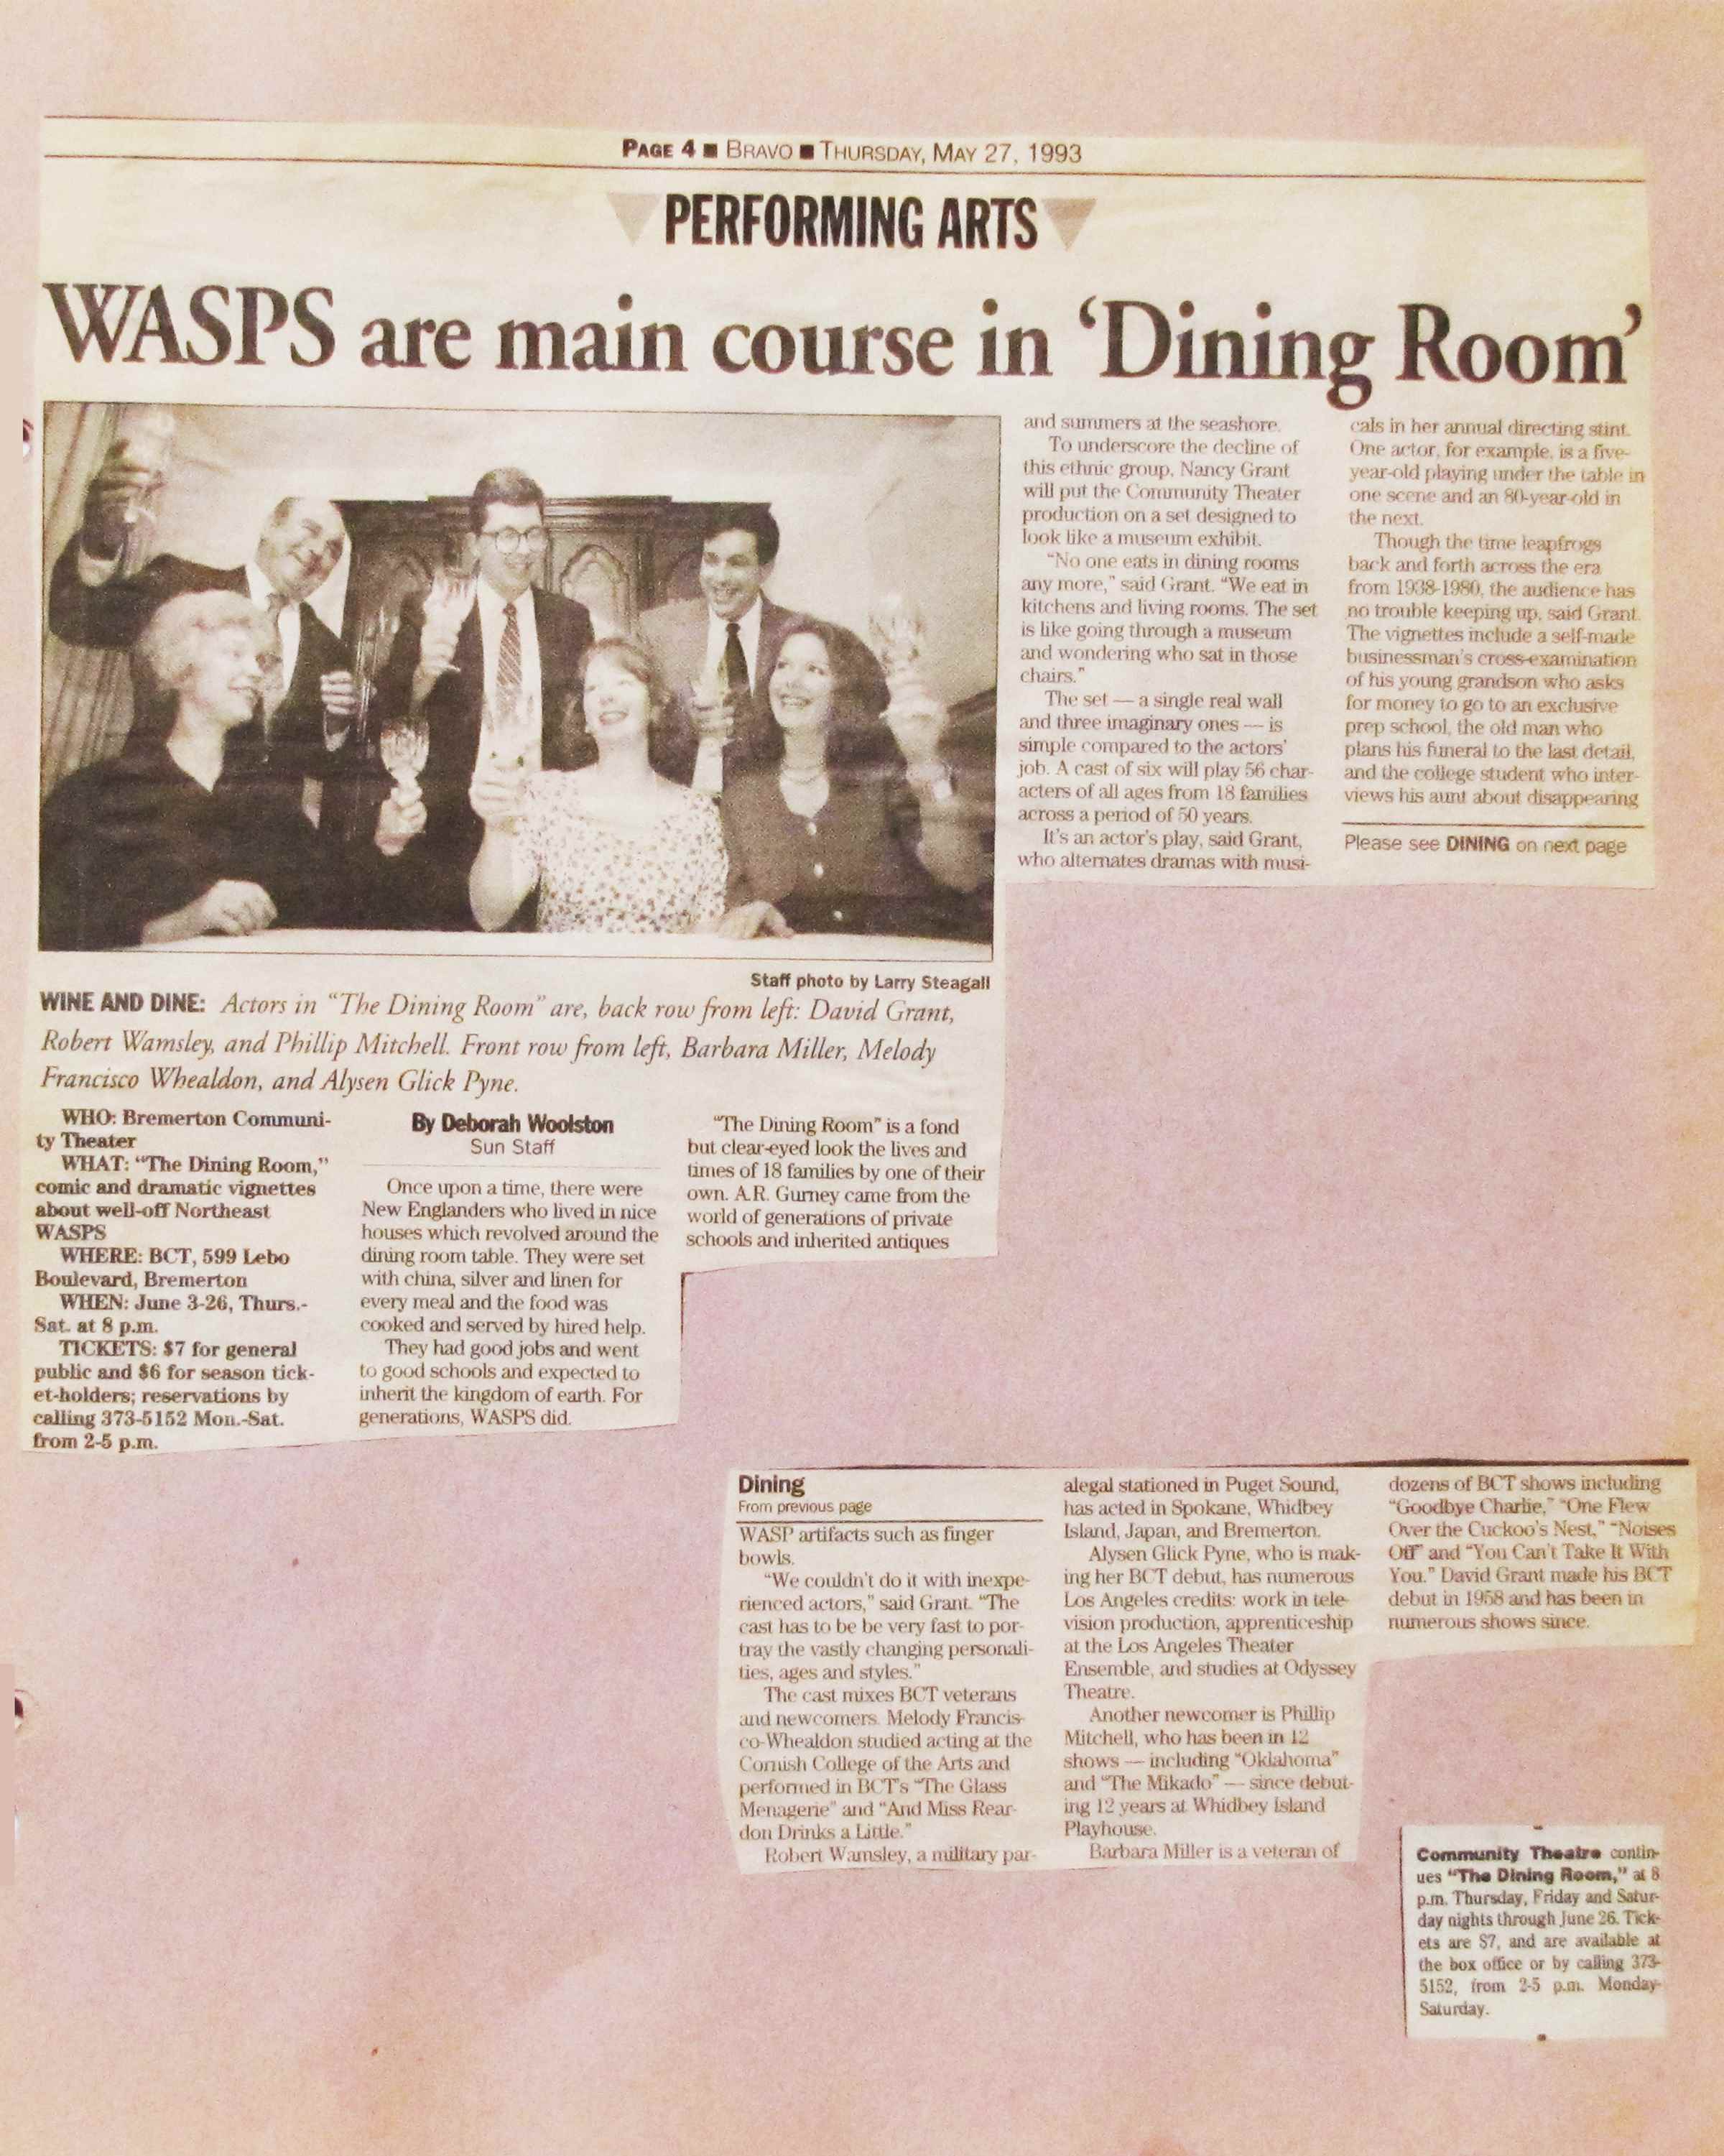 PAGE 4 ■ BRAVO ■ THURSDAY, MAY 27, 1993
PERFORMING ARTS
WASPS are main course in ‘Dining Room’
Staff photo by Larry Steagall
WINE AND DINE: Actors in “The Dining Room” are, back row from left: David Grant,
Robert Wamsley, and Phillip Mitchell. Front row from left, Barbara Miller, Melody
Francisco Whealdon, and Alysen Glick Pyne.
WHO: Bremerton Communi-
ty Theater
WHAT: “The Dining Room,”
comic and dramatic vignettes
about well-off Northeast
WASPS
WHERE: BCT, 599 Lebo
Boulevard, Bremerton
WHEN: June 3-26, Thurs.-
Sat. at 8 p.m.
TICKETS: $7 for general
public and $6 for season tick-
et-holders; reservations by
calling 373-5152 Mon.-Sat.
from 2-5 p.m.
By Deborah Woolston
Sun Staff
Once upon a time, there were
New Englanders who lived in nice
houses which revolved around the
dining room table. They were set
with china, silver and linen for
every meal and the food was
cooked and served by hired help.
They had good jobs and went
to good schools and expected to
inherit the kingdom of earth. For
generations, WASPS did.
“The Dining Room” is a fond
but clear-eyed look the lives and
times of 18 families by one of their
own. A.R. Gurney came from the
world of generations of private
schools and inherited antiques
and summers at the seashore.
To underscore the decline of
this ethnic group, Nancy Grant
will put the Community Theater
production on a set designed to
look like a museum exhibit.
“No one eats in dining rooms
any more,” said Grant. “We eat in
kitchens and living rooms. The set
is like going through a museum
and wondering who sat in those
chairs.”
The set — a single real wall
and three imaginary ones — is
simple compared to the actors’
job. A cast of six will play 56 char-
acters of all ages from 18 families
across a period of 50 years.
It’s an actor’s play, said Grant,
who alternates dramas with musi-
cals in her annual directing stint.
One actor, for example, is a five-
year-old playing under the table in
one scene and an 80-year-old in
the next.
Though the time leapfrogs
back and forth across the era
from 1938-1980, the audience has
no trouble keeping up, said Grant.
The vignettes include a self-made
businessman’s cross-examination
of his young grandson who asks
for money to go to an exclusive
prep school, the old man who
plans his funeral to the last detail,
and the college student who inter-
views his aunt about disappearing
Please see DINING on next page
Dining
From previous page
WASP artifacts such as finger
bowls.
“We couldn’t do it with inexpe-
rienced actors,” said Grant. “The
cast has to be be very fast to por-
tray the vastly changing personali-
ties, ages and styles.”
The cast mixes BCT veterans
and newcomers. Melody Francis-
co-Whealdon studied acting at the
Cornish College of the Arts and
performed in BCT’s “The Glass
Menagerie” and “And Miss Rear-
don Drinks a Little.”
Robert Wamsley, a military par-
alegal stationed in Puget Sound,
has acted in Spokane, Whidbey
Island, Japan, and Bremerton.
Alysen Glick Pyne, who is mak-
ing her BCT debut, has numerous
Los Angeles credits: work in tele-
vision production, apprenticeship
at the Los Angeles Theater
Ensemble, and studies at Odyssey
Theatre.
Another newcomer is Phillip
Mitchell, who has been in 12
shows — including “Oklahoma”
and “The Mikado” — since debut-
ing 12 years at Whidbey Island
Playhouse.
Barbara Miller is a veteran of
dozens of BCT shows including
“Goodbye Charlie,” “One Flew
Over the Cuckoo’s Nest,” “Noises
Off” and “You Can’t Take It With
You.” David Grant made his BCT
debut in 1958 and has been in
numerous shows since.
Community Theatre contin-
ues “The Dining Room,” at 8
p.m. Thursday, Friday and Satur-
day nights through June 26. Tick-
ets are $7, and are available at
the box office or by calling 373-
5152, from 2-5 p.m. Monday-
Saturday.